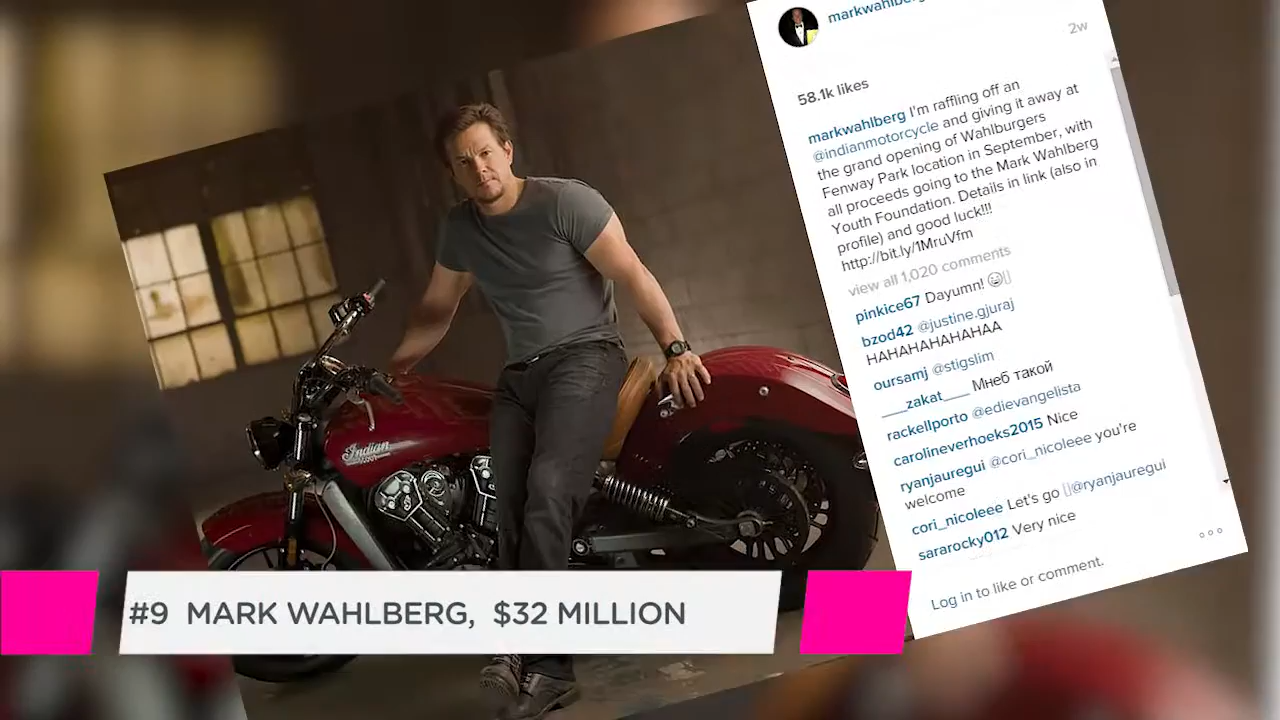 markwahlberg
2w
58.1k likes
markwahlberg I'm raffling off an
@indianmotorcycle and giving it away at
the grand opening of Wahlburgers
Fenway Park location in September, with
all proceeds going to the Mark Wahlberg
Youth Foundation. Details in link (also in
profile) and good luck!!!
http://bit.ly/1MruVfm
view all 1,020 comments
pinkice67 Dayumn! 😊
bzod42 @justine.gjuraj
HAHAHAHAHAHAA
oursamj @stigslim
___zakat___ Мнеб такой
rackellporto @edievangelista
carolineverhoeks2015 Nice
ryanjauregui @cori_nicoleee you're
welcome
cori_nicoleee Let's go @ryanjauregui
sararocky012 Very nice
Log in to like or comment.
Indian
#9 MARK WAHLBERG, $32 MILLION